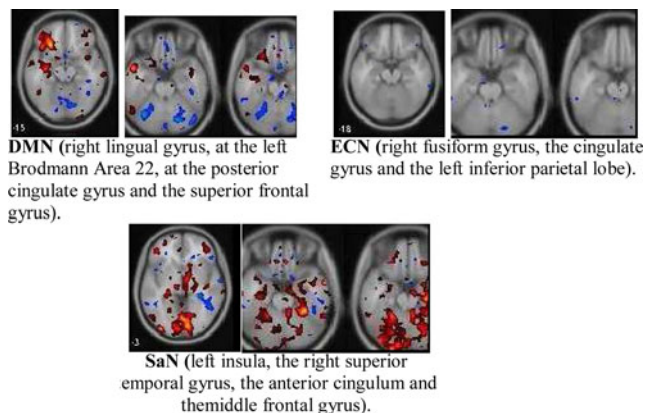 -15
DMN (right lingual gyrus, at the left
Brodmann Area 22, at the posterior
cingulate gyrus and the superior frontal
gyrus).
-18
ECN (right fusiform gyrus, the cingulate
gyrus and the left inferior parietal lobe).
-3
SaN (left insula, the right superior
temporal gyrus, the anterior cingulum and
themiddle frontal gyrus).